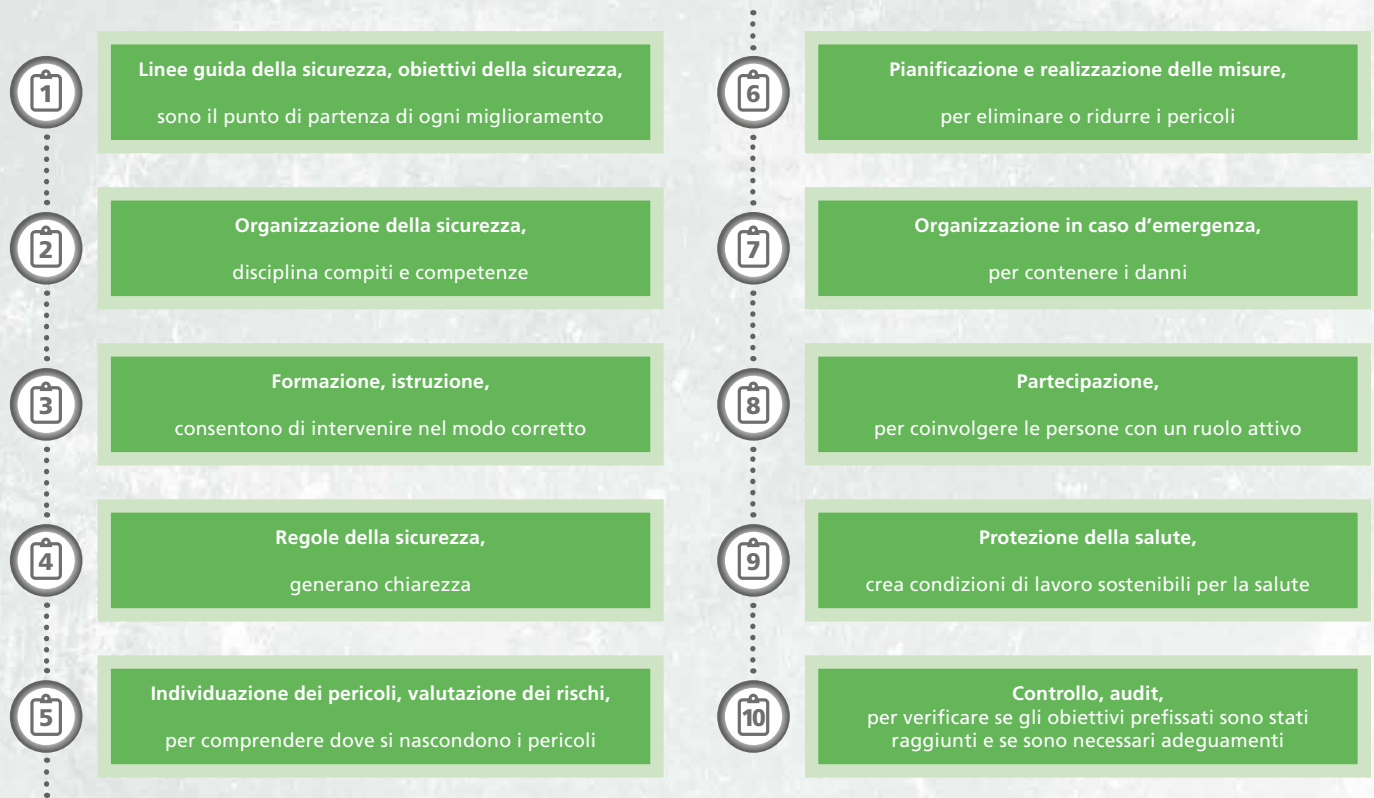 1
Linee guida della sicurezza, obiettivi della sicurezza,
sono il punto di partenza di ogni miglioramento
2
Organizzazione della sicurezza,
disciplina compiti e competenze
3
Formazione, istruzione,
consentono di intervenire nel modo corretto
4
Regole della sicurezza,
generano chiarezza
5
Individuazione dei pericoli, valutazione dei rischi,
per comprendere dove si nascondono i pericoli
6
Pianificazione e realizzazione delle misure,
per eliminare o ridurre i pericoli
7
Organizzazione in caso d'emergenza,
per contenere i danni
8
Partecipazione,
per coinvolgere le persone con un ruolo attivo
9
Protezione della salute,
crea condizioni di lavoro sostenibili per la salute
10
Controllo, audit,
per verificare se gli obiettivi prefissati sono stati
raggiunti e se sono necessari adeguamenti